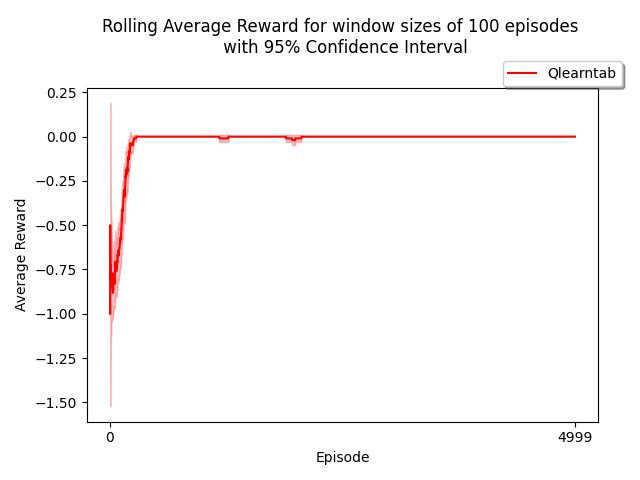 Rolling Average Reward for window sizes of 100 episodes
with 95% Confidence Interval
Qlearntab
0.25
0.00
−0.25
−0.50
−0.75
−1.00
−1.25
−1.50
Average Reward
0
4999
Episode